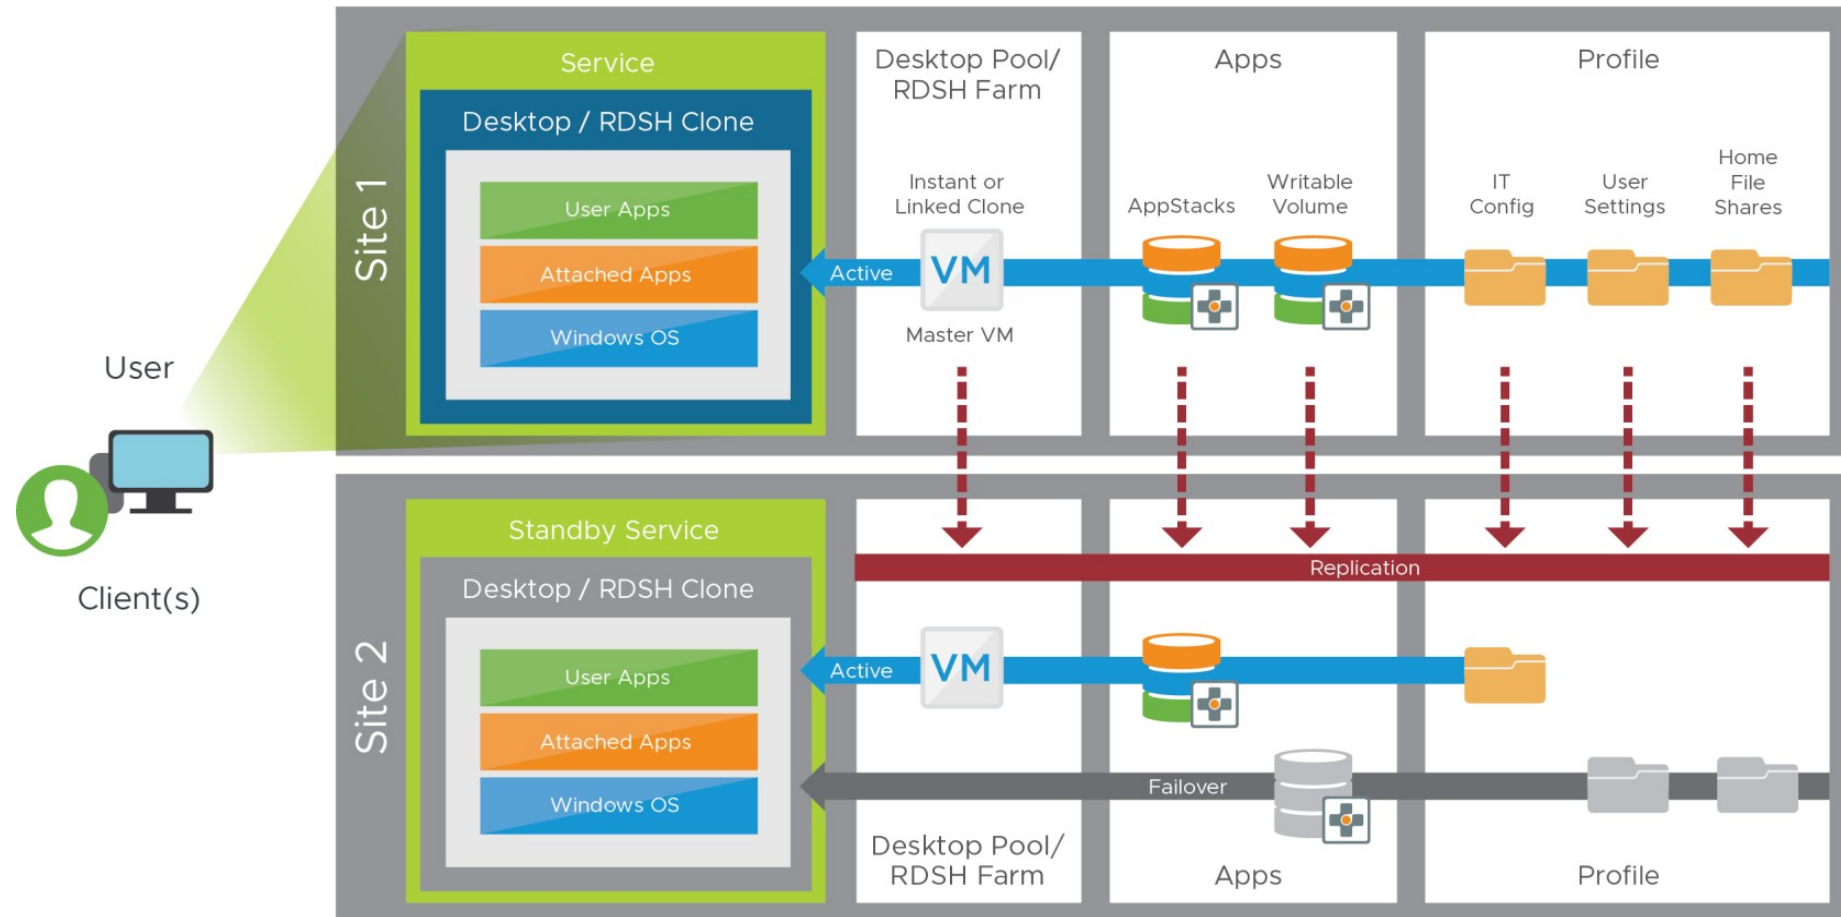 User
Client(s)
Site 1
Service
Desktop / RDSH Clone
User Apps
Attached Apps
Windows OS
Desktop Pool/
RDSH Farm
Instant or
Linked Clone
Active
VM
Master VM
Apps
AppStacks
Writable
Volume
Profile
IT
Config
User
Settings
Home
File
Shares
Site 2
Standby Service
Desktop / RDSH Clone
User Apps
Attached Apps
Windows OS
Replication
Active
VM
Failover
Desktop Pool/
RDSH Farm
Apps
Profile